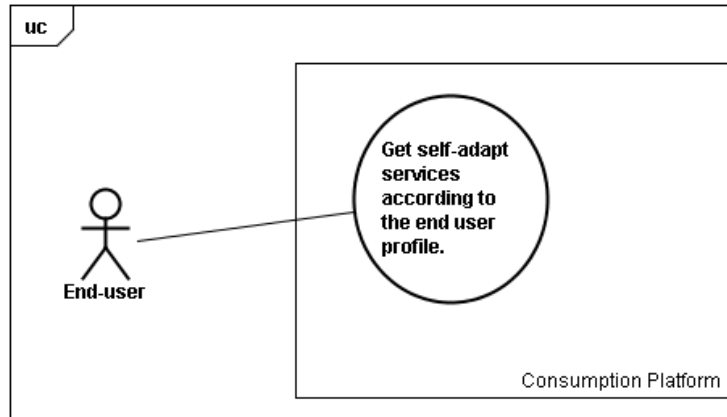 uc
Get self-adapt
services
according to
the end user
profile.
End-user
Consumption Platform